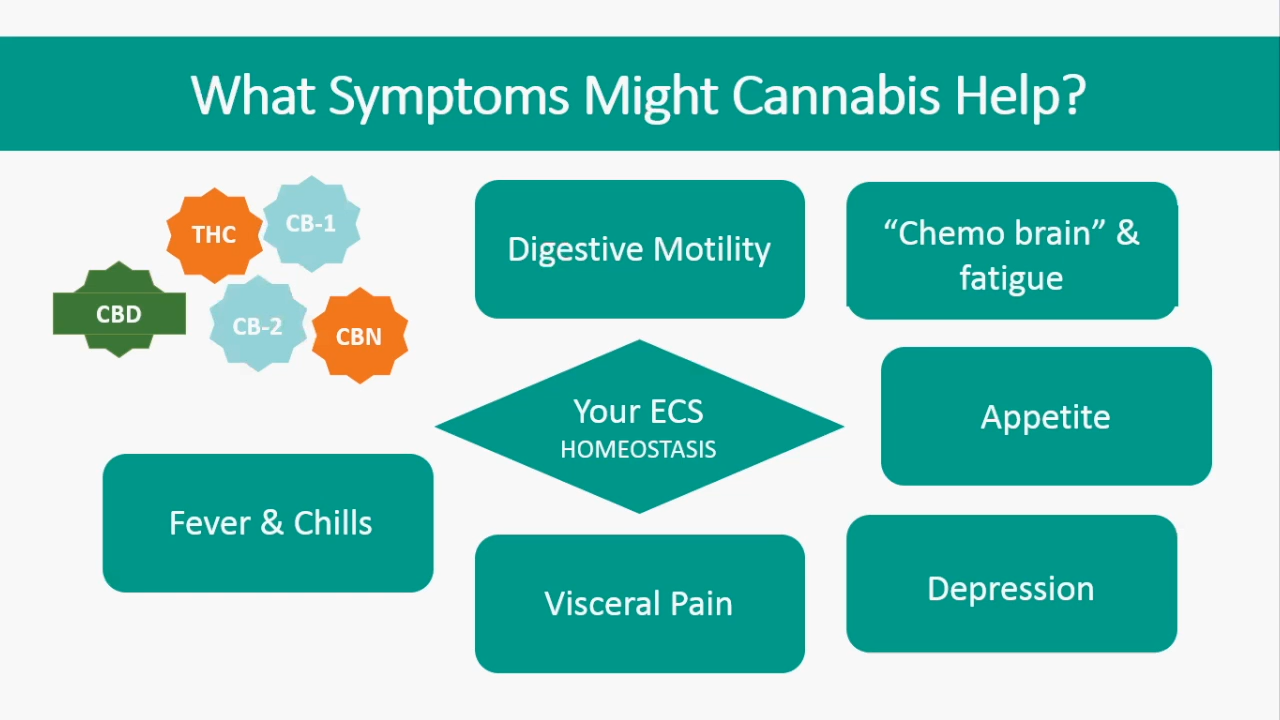 What Symptoms Might Cannabis Help?
THC
CB-1
CBD
CB-2
CBN
Digestive Motility
“Chemo brain” &
fatigue
Your ECS
HOMEOSTASIS
Appetite
Fever & Chills
Visceral Pain
Depression